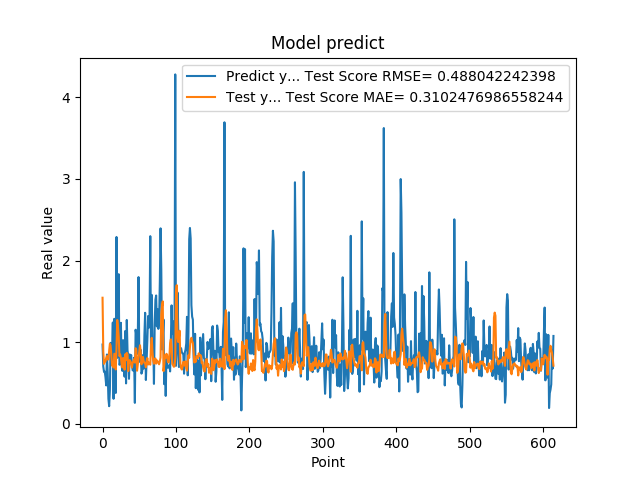 Model predict
Predict y... Test Score RMSE= 0.488042242398
Test y... Test Score MAE= 0.3102476986558244
Real value
4
3
2
1
0
0 100 200 300 400 500 600
Point